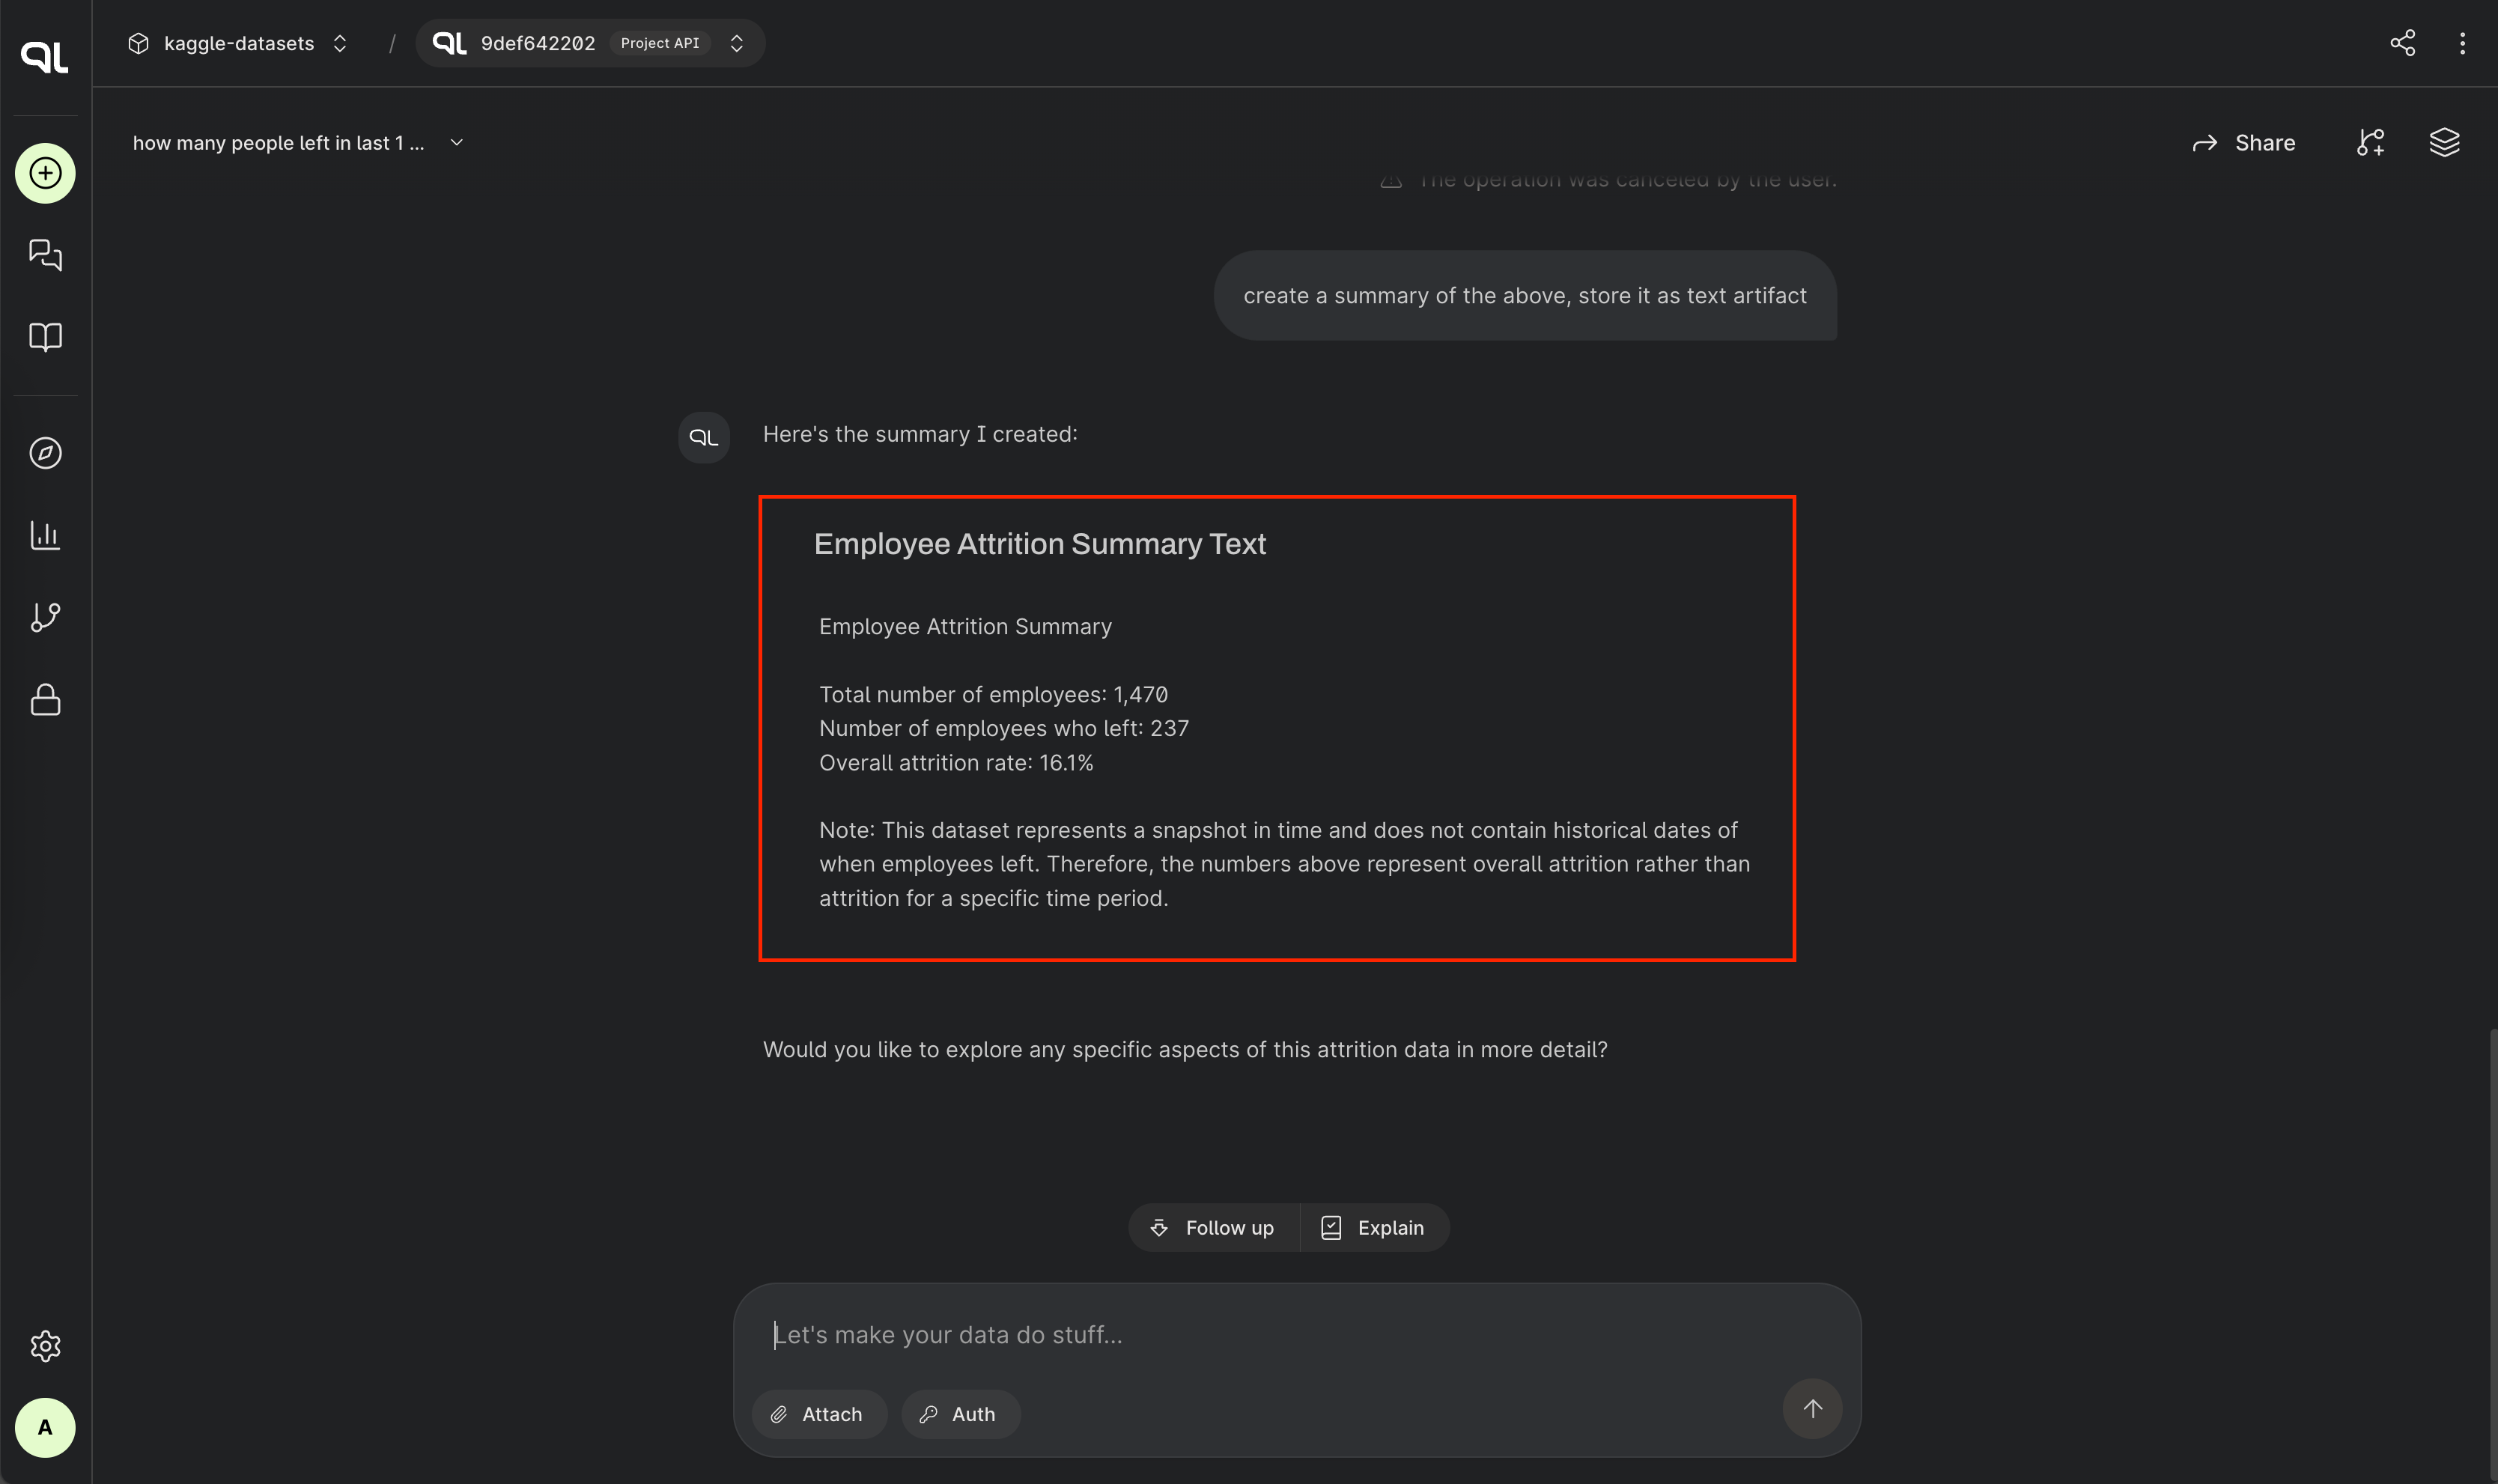 kaggle-datasets / QL 9def642202 Project API
how many people left in last 1 ...
Share
The operation was canceled by the user.
create a summary of the above, store it as text artifact
QL
Here's the summary I created:
Employee Attrition Summary Text
Employee Attrition Summary
Total number of employees: 1,470
Number of employees who left: 237
Overall attrition rate: 16.1%
Note: This dataset represents a snapshot in time and does not contain historical dates of
when employees left. Therefore, the numbers above represent overall attrition rather than
attrition for a specific time period.
Would you like to explore any specific aspects of this attrition data in more detail?
Follow up
Explain
Let's make your data do stuff...
Attach
Auth
QL
A